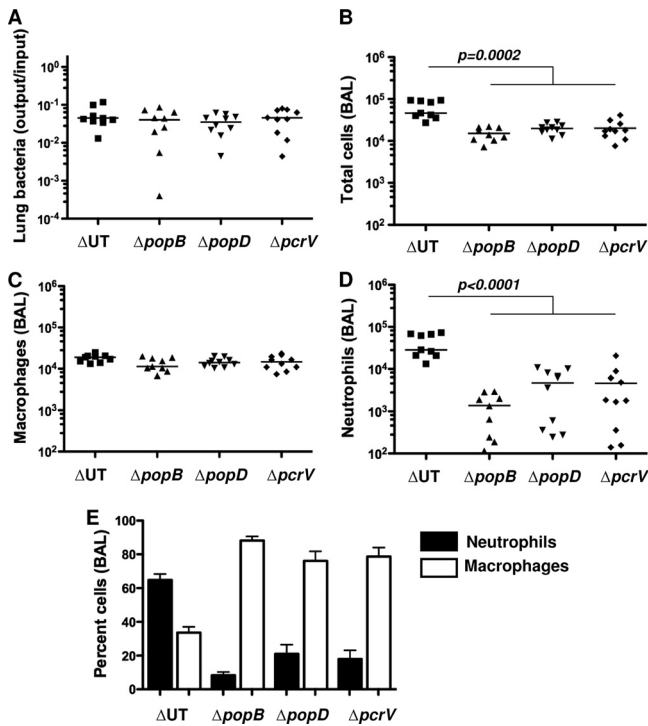 A
Lung bacteria (output/input)
10⁰
10⁻¹
10⁻²
10⁻³
10⁻⁴
ΔUT ΔpopB ΔpopD ΔpcrV
B
p=0.0002
Total cells (BAL)
10⁶
10⁵
10⁴
10³
10²
ΔUT ΔpopB ΔpopD ΔpcrV
C
Macrophages (BAL)
10⁶
10⁵
10⁴
10³
10²
ΔUT ΔpopB ΔpopD ΔpcrV
D
p<0.0001
Neutrophils (BAL)
10⁶
10⁵
10⁴
10³
10²
ΔUT ΔpopB ΔpopD ΔpcrV
E
Percent cells (BAL)
100
80
60
40
20
0
ΔUT ΔpopB ΔpopD ΔpcrV
Neutrophils
Macrophages